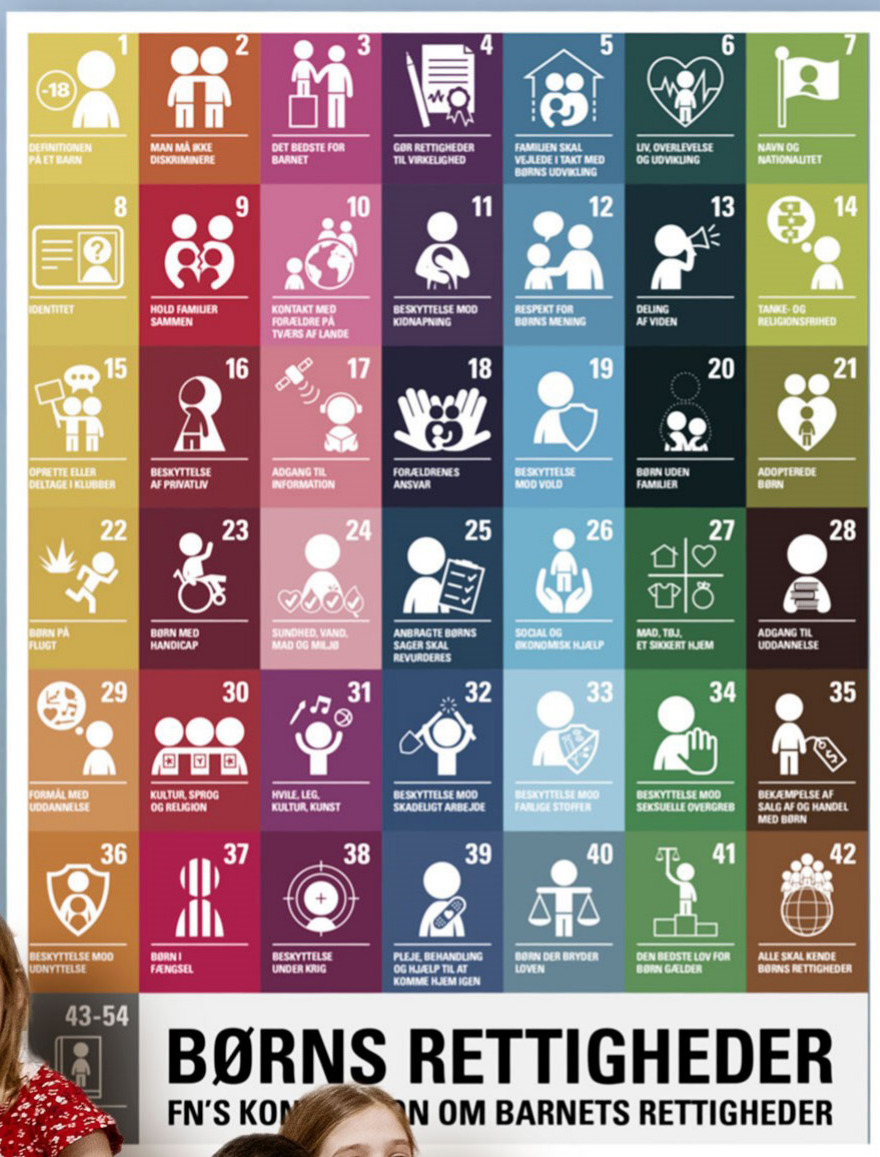 1
-18
DEFINITIONEN
PÅ ET BARN
2
MAN MÅ IKKE
DISKRIMINERE
3
DET BEDSTE FOR
BARNET
4
GØR RETTIGHEDER
TIL VIRKELIGHED
5
FAMILIEN SKAL
VEJLEDE I TAKT MED
BØRNS UDVIKLING
6
LIV, OVERLEVELSE
OG UDVIKLING
7
NAVN OG
NATIONALITET
8
?
IDENTITET
9
HOLD FAMILIER
SAMMEN
10
KONTAKT MED
FORÆLDRE PÅ
TVÆRS AF LANDE
11
BESKYTTELSE MOD
KIDNAPNING
12
RESPEKT FOR
BØRNS MENING
13
DELING
AF VIDEN
14
TANKE- OG
RELIGIONSFRIHED
15
OPRETTE ELLER
DELTAGE I KLUBBER
16
BESKYTTELSE
AF PRIVATLIV
17
ADGANG TIL
INFORMATION
18
FORÆLDRENES
ANSVAR
19
BESKYTTELSE
MOD VOLD
20
BØRN UDEN
FAMILIER
21
ADOPTEREDE
BØRN
22
BØRN PÅ
FLUGT
23
BØRN MED
HANDICAP
24
SUNDHED, VAND,
MAD OG MILJØ
25
ANBRAGTE BØRNS
SAGER SKAL
REVURDERES
26
SOCIAL OG
ØKONOMISK HJÆLP
27
MAD, TØJ,
ET SIKKERT HJEM
28
ADGANG TIL
UDDANNELSE
29
FORMÅL MED
UDDANNELSE
30
KULTUR, SPROG
OG RELIGION
31
HVILE, LEG,
KULTUR, KUNST
32
BESKYTTELSE MOD
SKADELIGT ARBEJDE
33
BESKYTTELSE MOD
FARLIGE STOFFER
34
BESKYTTELSE MOD
SEKSUELLE OVERGREB
35
$
BEKÆMPELSE AF
SALG AF OG HANDEL
MED BØRN
36
BESKYTTELSE MOD
UDNYTTELSE
37
BØRN I
FÆNGSEL
38
BESKYTTELSE
UNDER KRIG
39
PLEJE, BEHANDLING
OG HJÆLP TIL AT
KOMME HJEM IGEN
40
BØRN DER BRYDER
LOVEN
41
DEN BEDSTE LOV FOR
BØRN GÆLDER
42
ALLE SKAL KENDE
BØRNS RETTIGHEDER
43-54
BØRNS RETTIGHEDER
FN'S OM BARNETS RETTIGHEDER